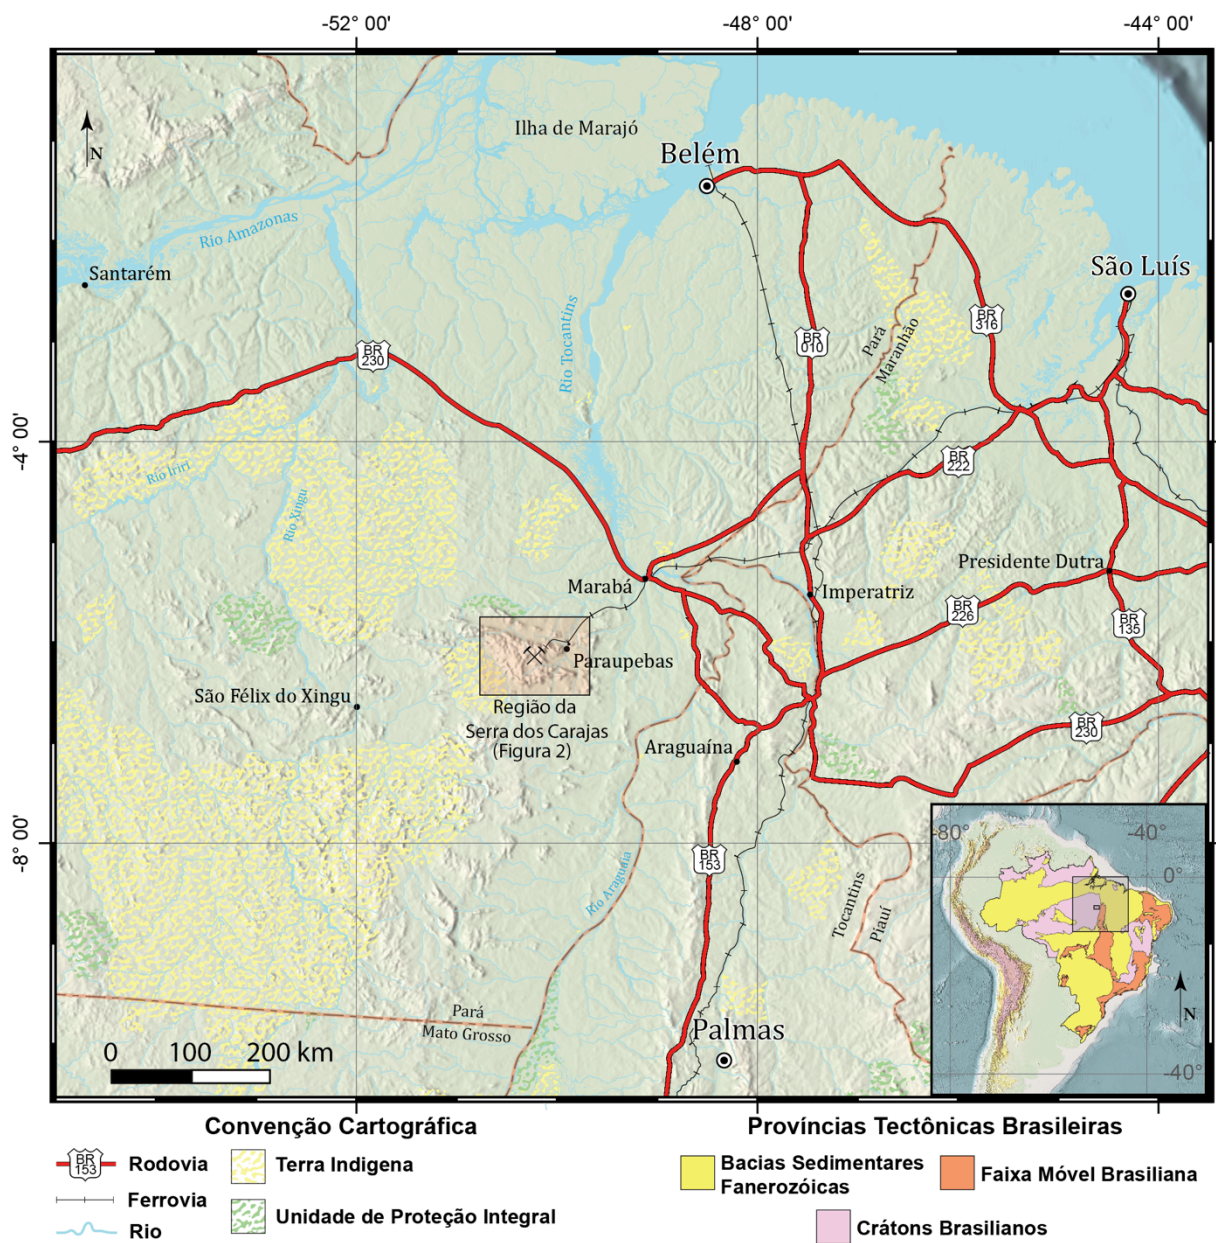 -52° 00'
-48° 00'
-44° 00'
N
Ilha de Marajó
Belém
Rio Amazonas
Santarém
São Luís
Rio Tocantins
BR
316
Pará
Maranhão
BR
010
BR
230
-4° 00'
Rio Iriri
Rio Xingu
BR
222
Marabá
Presidente Dutra
Imperatriz
BR
226
BR
135
Paraupebas
São Félix do Xingu
Região da
Serra dos Carajas
(Figura 2)
BR
230
Araguaína
-8° 00'
BR
153
Rio Araguaia
Tocantins
Piauí
-80°
-40°
0°
N
-40°
Pará
Mato Grosso
Palmas
0
100
200 km
Convenção Cartográfica
BR
153
Rodovia
Ferrovia
Rio
Terra Indigena
Unidade de Proteção Integral
Províncias Tectônicas Brasileiras
Bacias Sedimentares
Fanerozóicas
Faixa Móvel Brasiliana
Crátons Brasilianos